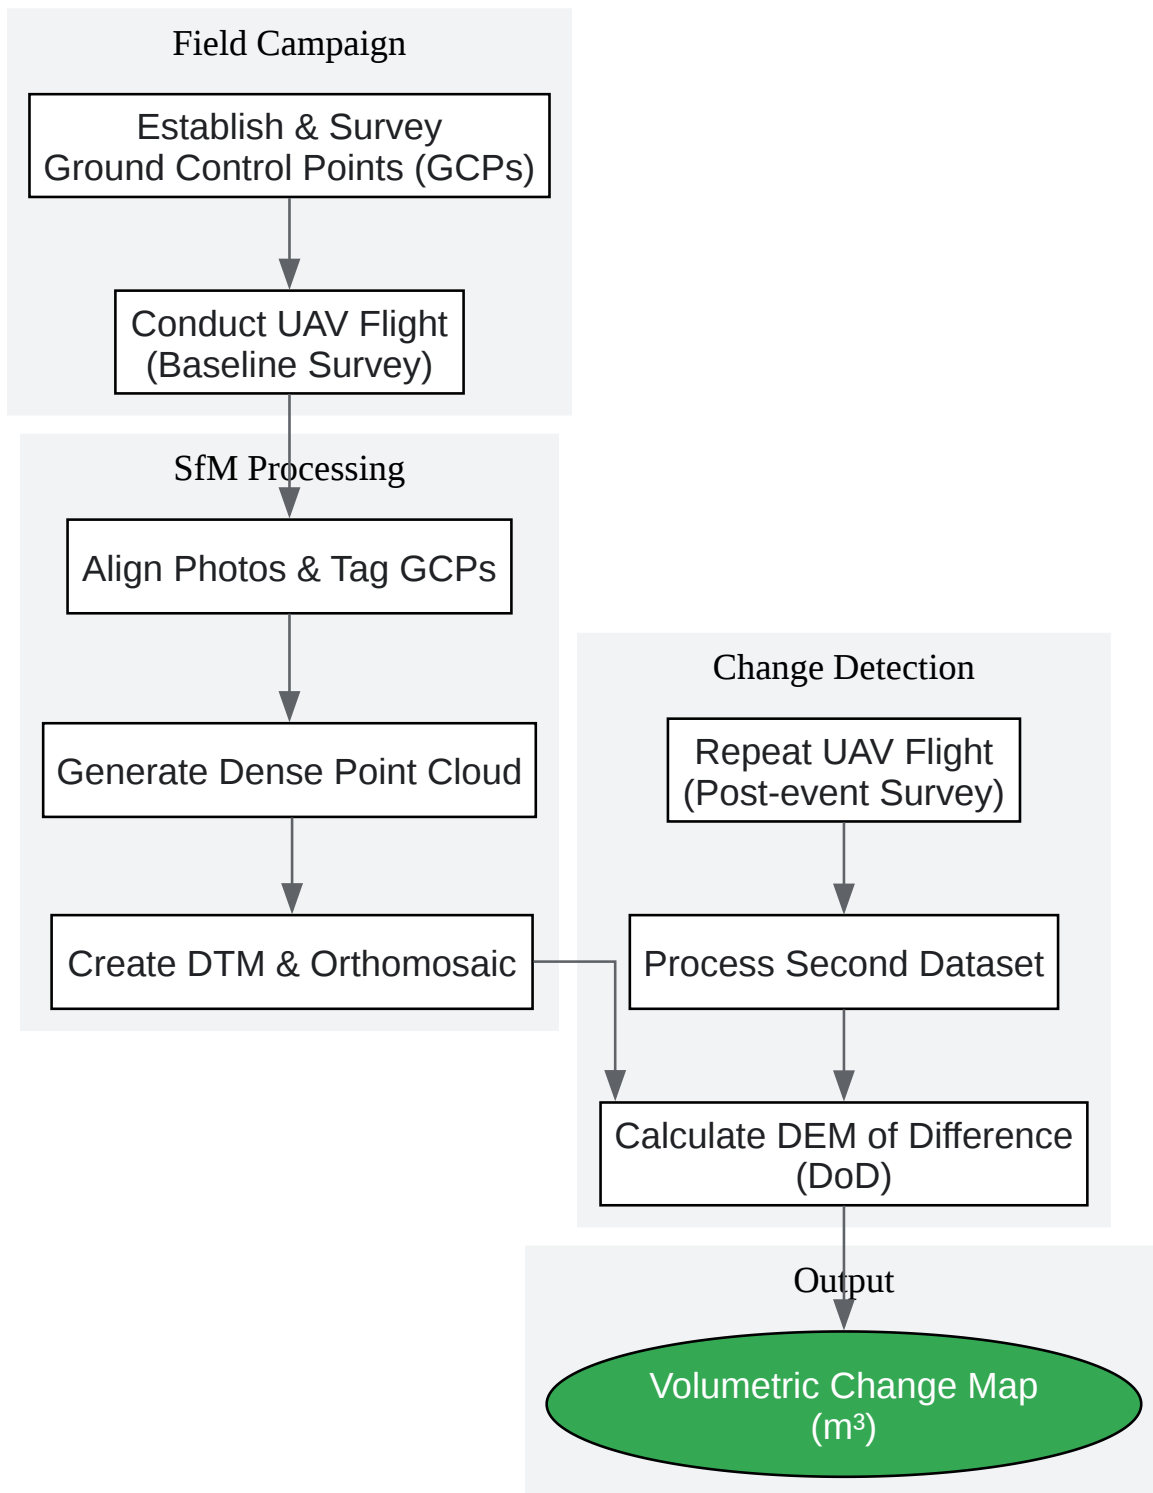 Field Campaign
Establish & Survey
Ground Control Points (GCPs)
Conduct UAV Flight
(Baseline Survey)
SfM Processing
Align Photos & Tag GCPs
Generate Dense Point Cloud
Create DTM & Orthomosaic
Change Detection
Repeat UAV Flight
(Post-event Survey)
Process Second Dataset
Calculate DEM of Difference
(DoD)
Output
Volumetric Change Map
(m³)